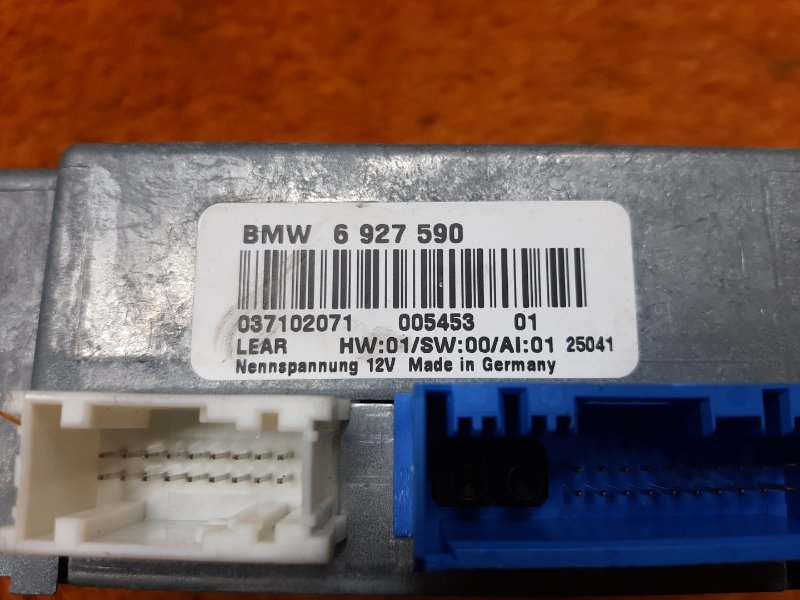 BMW 6 927 590
037102071 005453 01
LEAR HW:01/SW:00/AI:01 25041
Nennspannung 12V Made in Germany